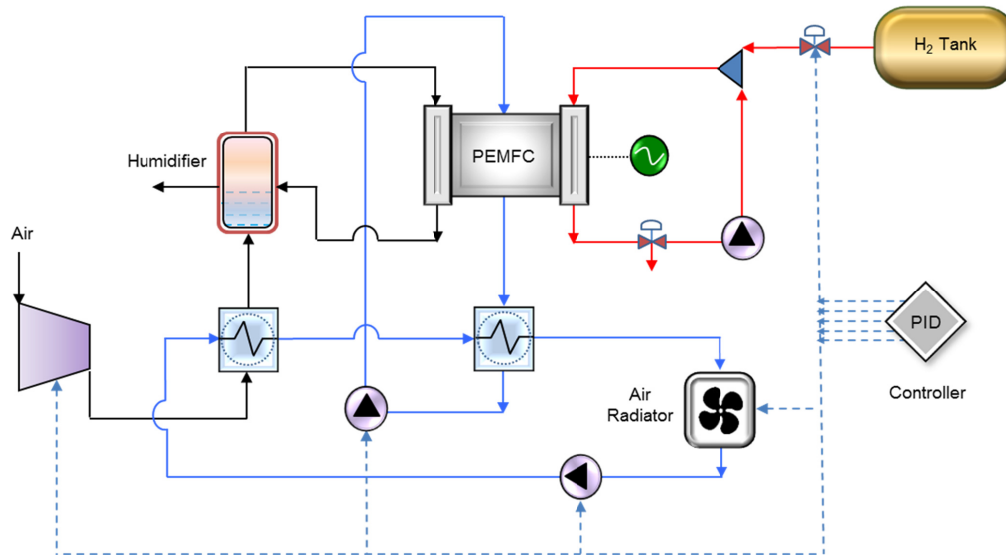 H₂ Tank
PEMFC
Humidifier
Air
PID
Controller
Air
Radiator